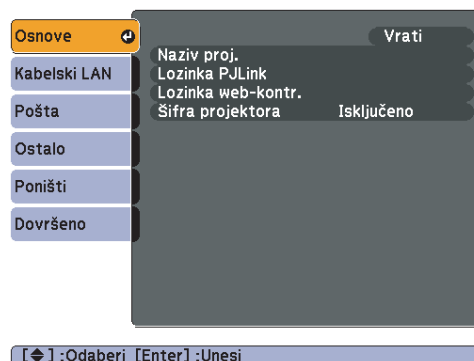 Osnove
Kabelski LAN
Pošta
Ostalo
Poništi
Dovršeno
Vrati
Naziv proj.
Lozinka PJLink
Lozinka web-kontr.
Šifra projektora Isključeno
[◆] :Odaberi [Enter] :Unesi